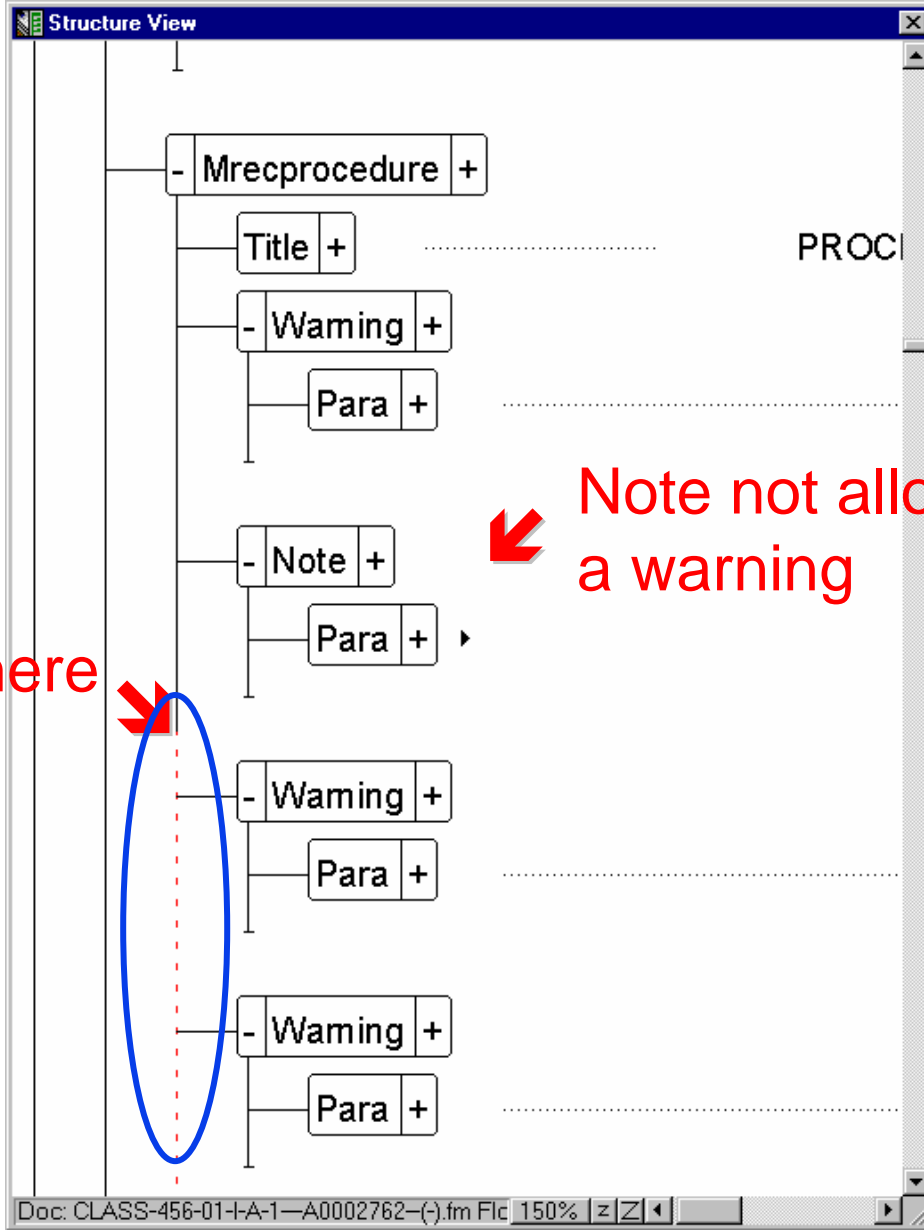 Structure View
- Mrecprocedure +
Title + PROC
- Warning +
Para +
Note not allo
a warning
- Note +
Para +
here
- Warning +
Para +
- Warning +
Para +
Doc: CLASS-456-01-I-A-1—A0002762–(-).fm Flo 150% z Z